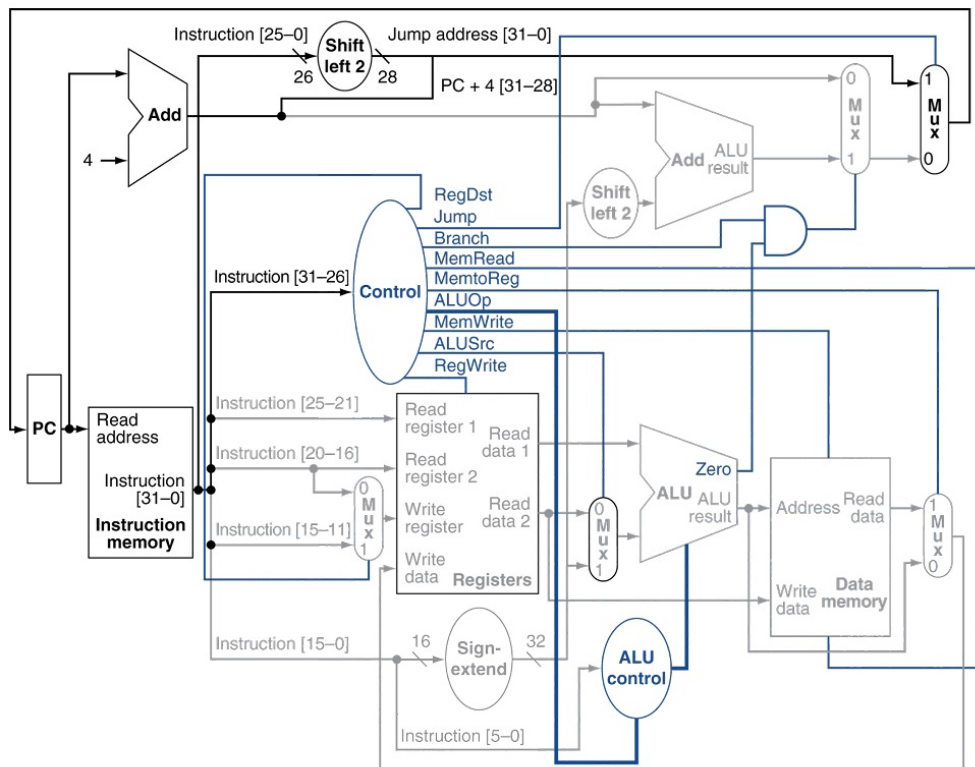 Instruction [25–0]
Shift
left 2
Jump address [31–0]
26
28
PC + 4 [31–28]
Add
4
0
M
u
x
1
1
M
u
x
0
Add
ALU
result
Shift
left 2
RegDst
Jump
Branch
MemRead
MemtoReg
ALUOp
MemWrite
ALUSrc
RegWrite
Control
Instruction [31–26]
PC
Read
address
Instruction
[31–0]
Instruction
memory
Instruction [25–21]
Instruction [20–16]
Instruction [15–11]
0
M
u
x
1
Read
register 1
Read
register 2
Write
register
Write
data
Read
data 1
Read
data 2
Registers
0
M
u
x
1
Zero
ALU
ALU
result
Address
Read
data
Write
data
Data
memory
1
M
u
x
0
Instruction [15–0]
16
Sign-
extend
32
ALU
control
Instruction [5–0]